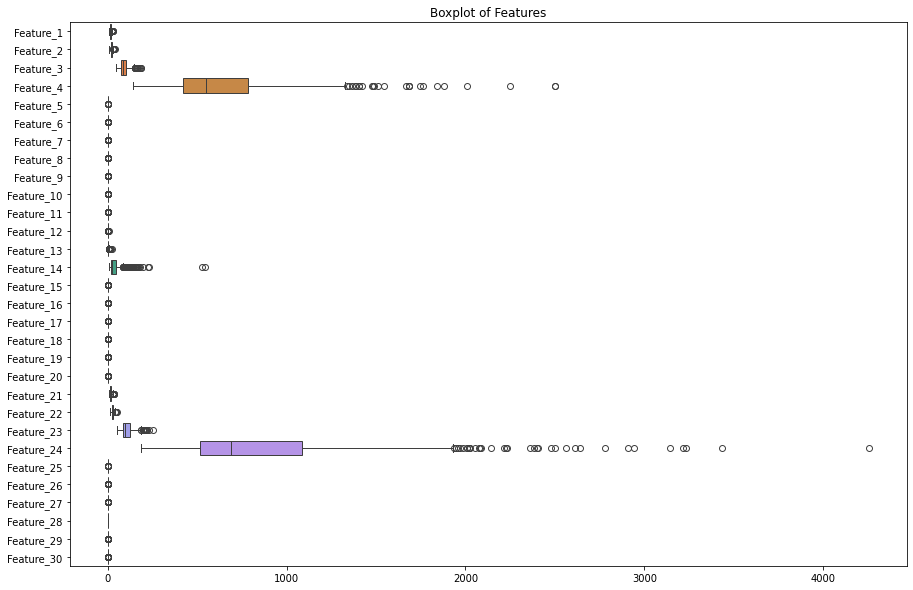 Boxplot of Features
Feature_1
Feature_2
Feature_3
Feature_4
Feature_5
Feature_6
Feature_7
Feature_8
Feature_9
Feature_10
Feature_11
Feature_12
Feature_13
Feature_14
Feature_15
Feature_16
Feature_17
Feature_18
Feature_19
Feature_20
Feature_21
Feature_22
Feature_23
Feature_24
Feature_25
Feature_26
Feature_27
Feature_28
Feature_29
Feature_30
0 1000 2000 3000 4000